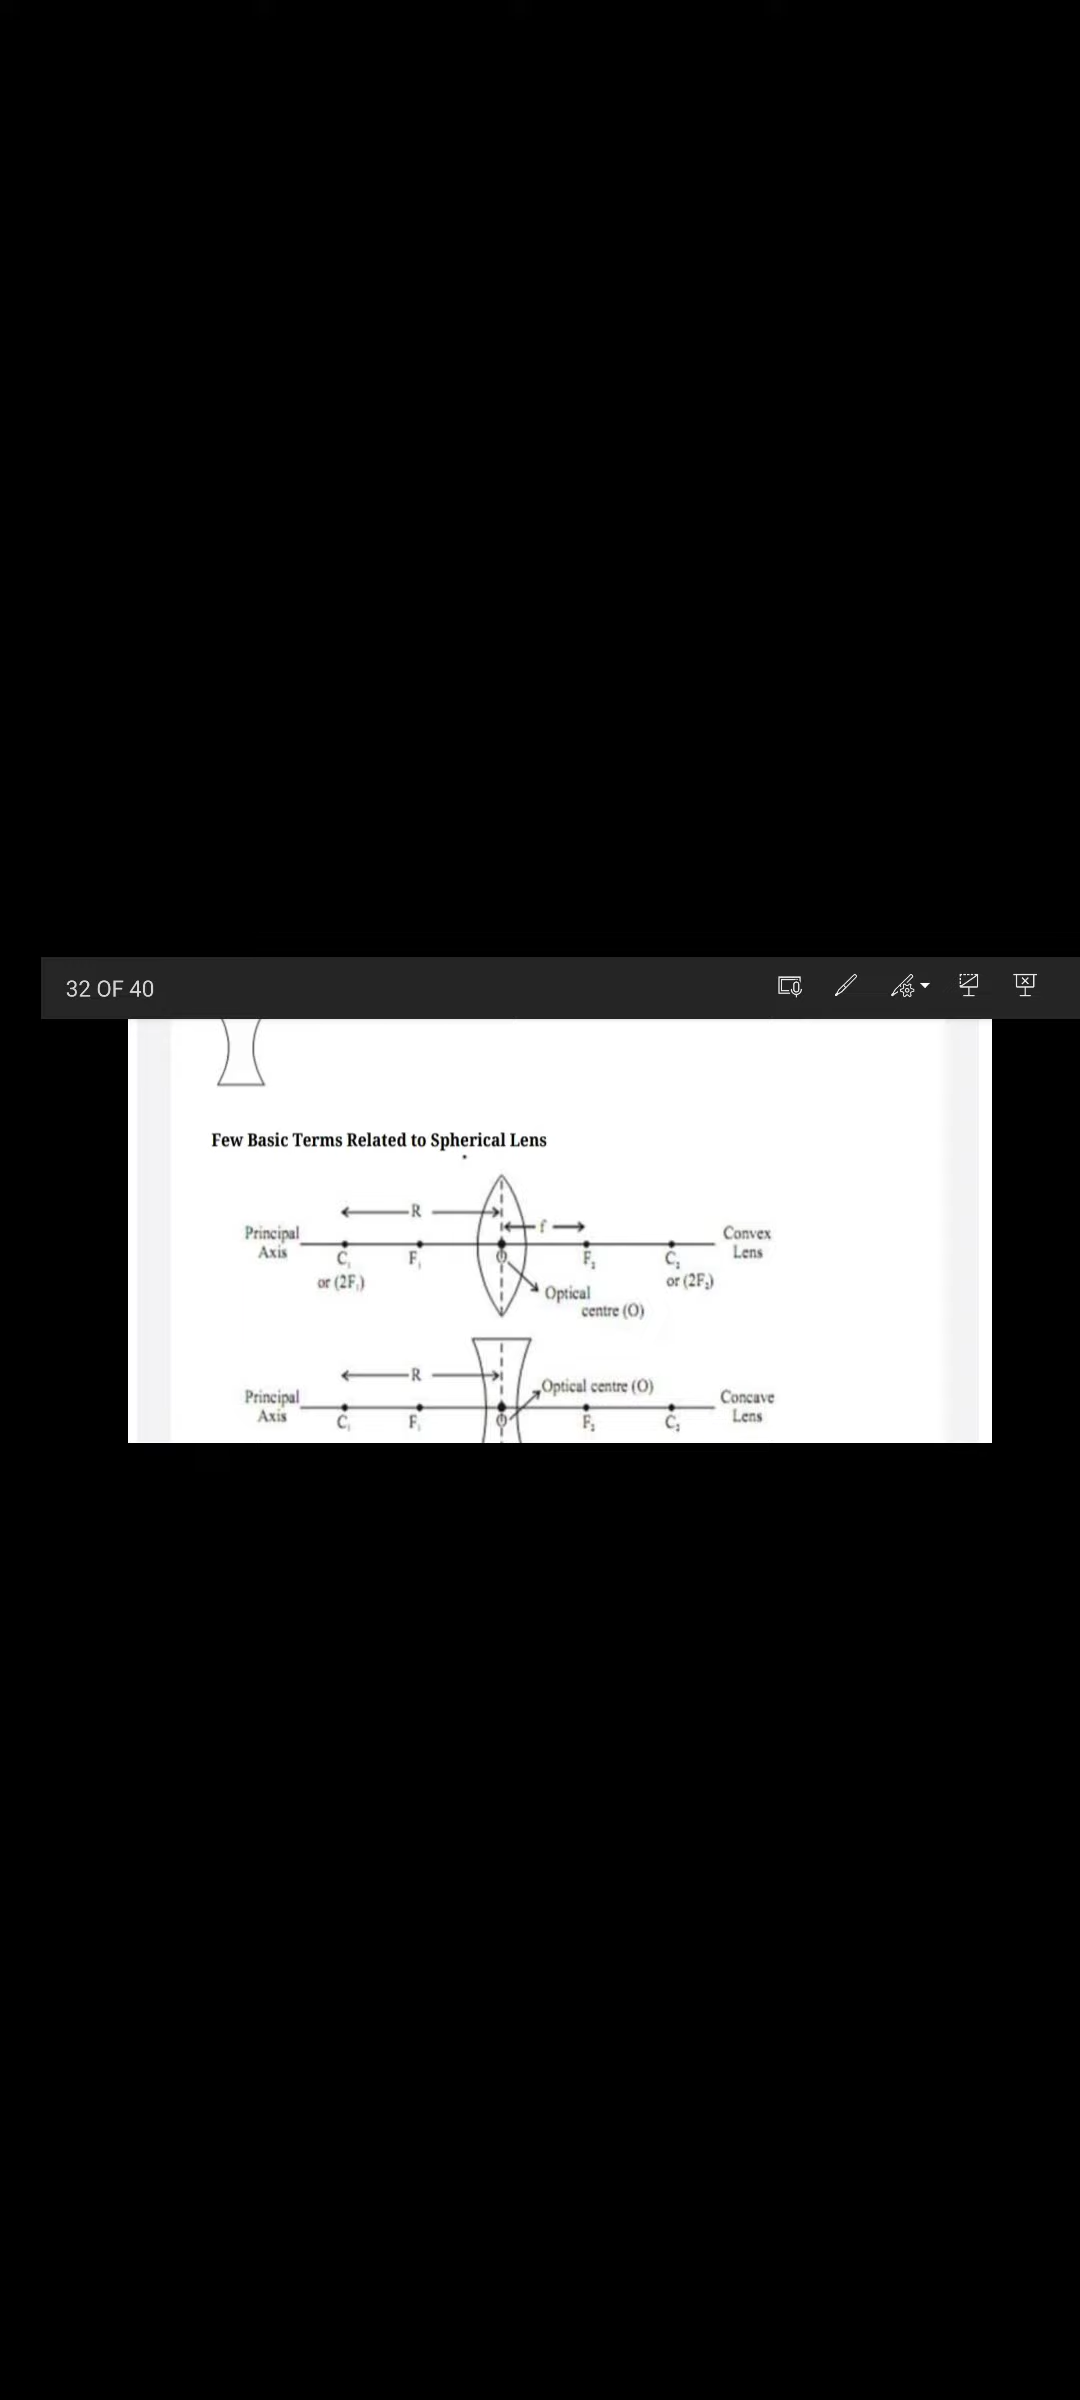 32 OF 40
Few Basic Terms Related to Spherical Lens
R
f
Principal
Axis
C₁
F₁
O
F₂
C₂
Convex
Lens
or (2F₁)
or (2F₂)
Optical
centre (O)
R
Optical centre (O)
Principal
Axis
C₁
F₁
O
F₂
C₂
Concave
Lens